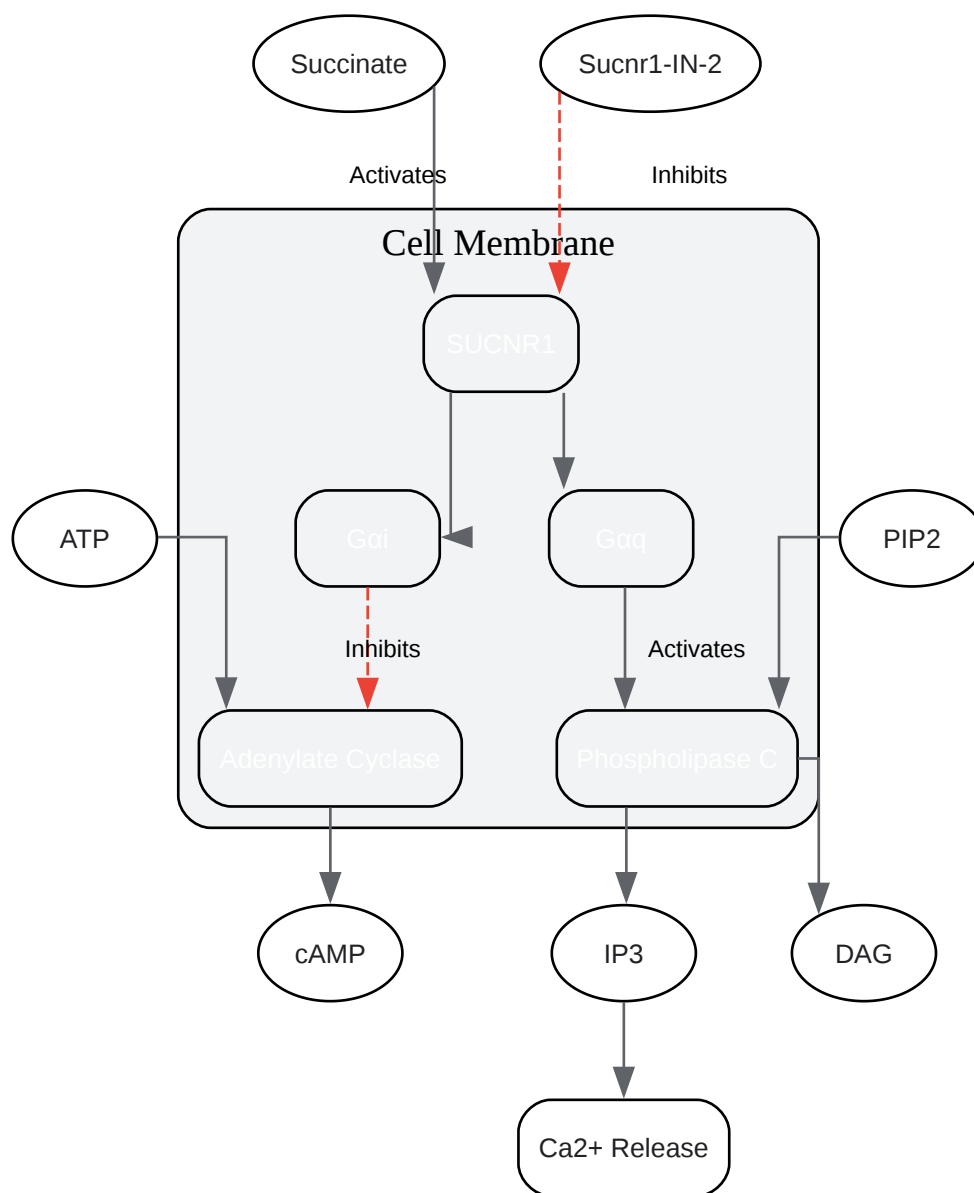 Succinate
Sucnr1-IN-2
Activates
Inhibits
Cell Membrane
SUCNR1
ATP
Gαi
Gαq
PIP2
Inhibits
Activates
Adenylate Cyclase
Phospholipase C
cAMP
IP3
DAG
Ca2+ Release